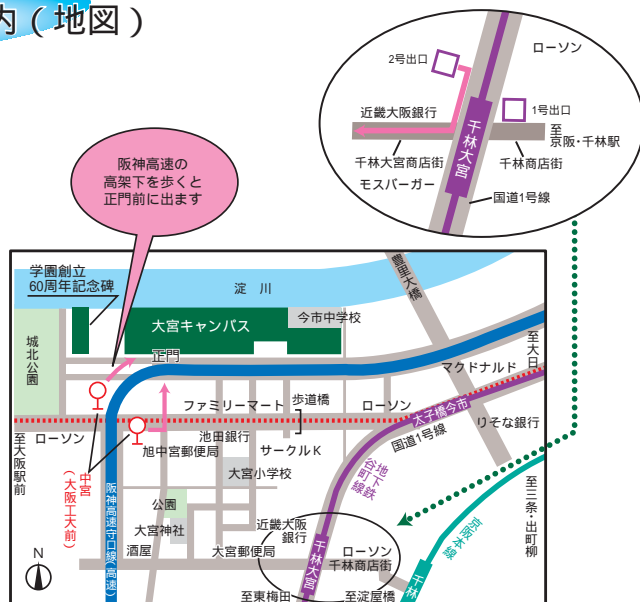 内（地図）
ローソン
2号出口
1号出口
近畿大阪銀行
至
京阪・千林駅
千林大宮
千林大宮商店街
千林商店街
モスバーガー
国道1号線
阪神高速の
高架下を歩くと
正門前に出ます
学園創立
60周年記念碑
淀川
豊里大橋
大宮キャンパス
今市中学校
城北公園
正門
至大日
マクドナルド
ファミリーマート
歩道橋
ローソン
太子橋今市
りそな銀行
国道1号線
至大阪駅前
ローソン
池田銀行
旭中宮郵便局
サークルK
中宮
（大阪工大前）
大宮小学校
地下鉄
谷町線
阪神高速守口線（高速）
公園
大宮神社
酒屋
近畿大阪
銀行
大宮郵便局
千林大宮
ローソン
千林商店街
京阪本線
至三条・出町柳
千林
N
至東梅田
至淀屋橋